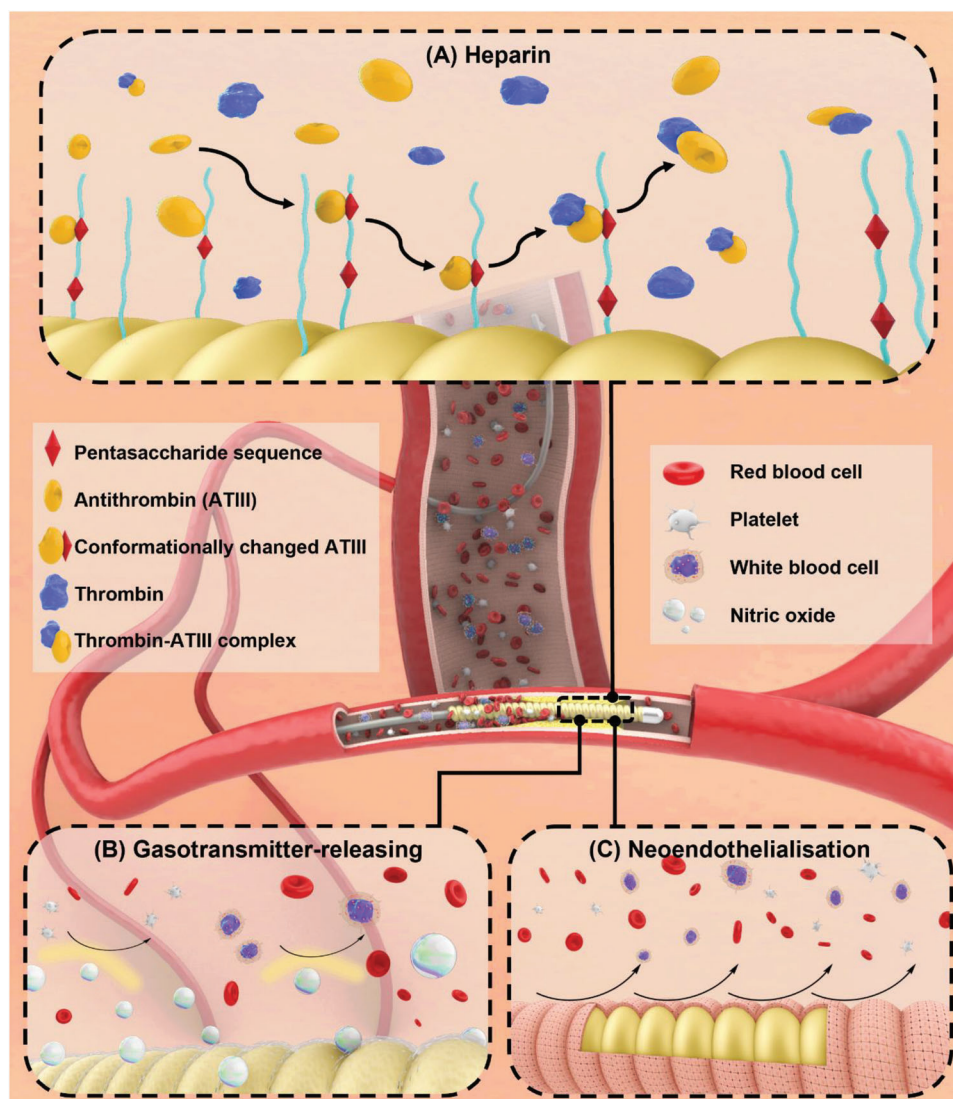 (A) Heparin
Pentasaccharide sequence
Antithrombin (ATIII)
Conformationally changed ATIII
Thrombin
Thrombin-ATIII complex
Red blood cell
Platelet
White blood cell
Nitric oxide
(B) Gasotransmitter-releasing
(C) Neoendothelialisation